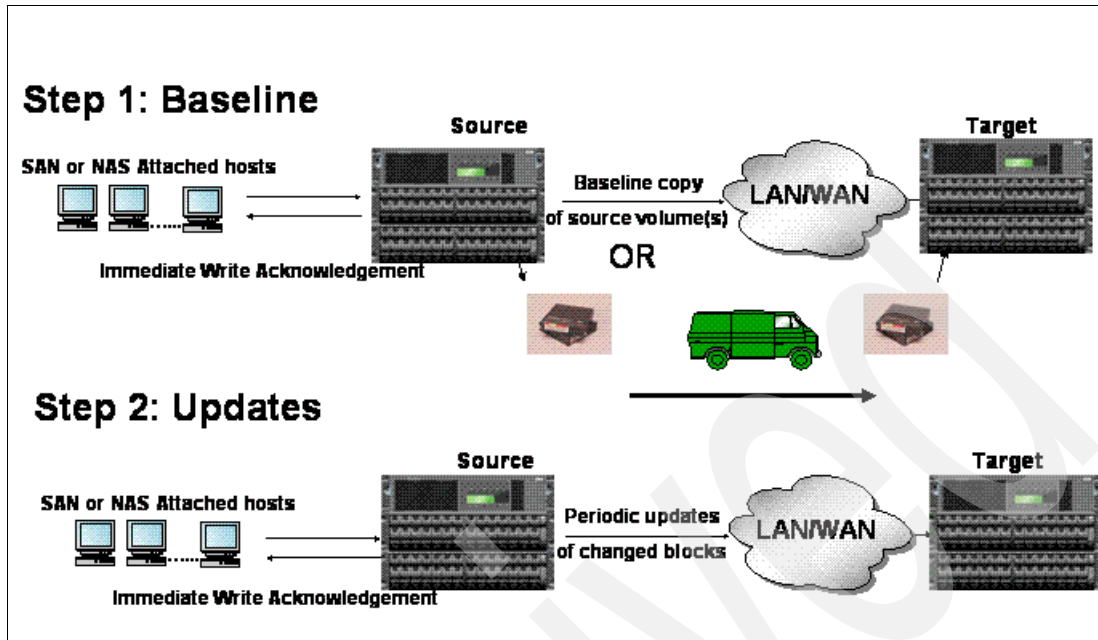 Step 1: Baseline
Source
Target
SAN or NAS Attached hosts
Baseline copy
of source volume(s)
LAN/WAN
OR
Immediate Write Acknowledgement
Step 2: Updates
Source
Target
SAN or NAS Attached hosts
Periodic updates
of changed blocks
LAN/WAN
Immediate Write Acknowledgement